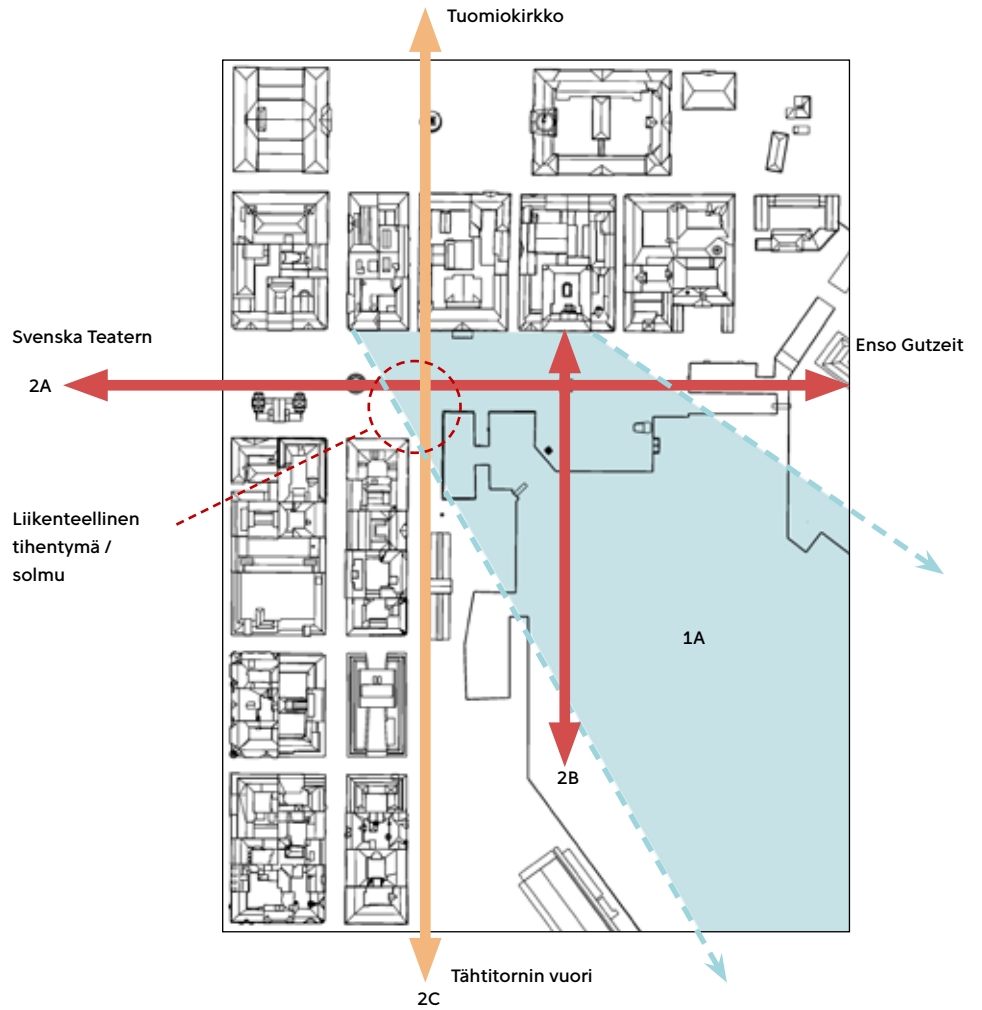 Tuomiokirkko
Svenska Teatern
2A
Enso Gutzeit
Liikenteellinen
tihentymä /
solmu
1A
2B
Tähtitornin vuori
2C